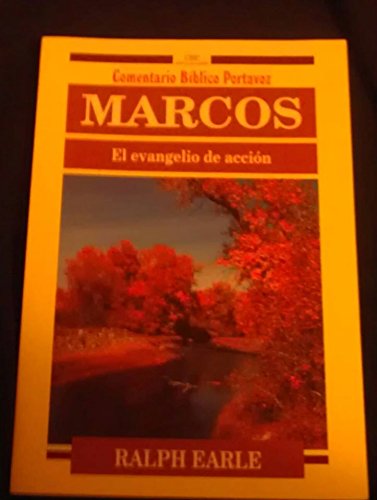 Comentario Bíblico Portavoz
MARCOS
El evangelio de acción
RALPH EARLE